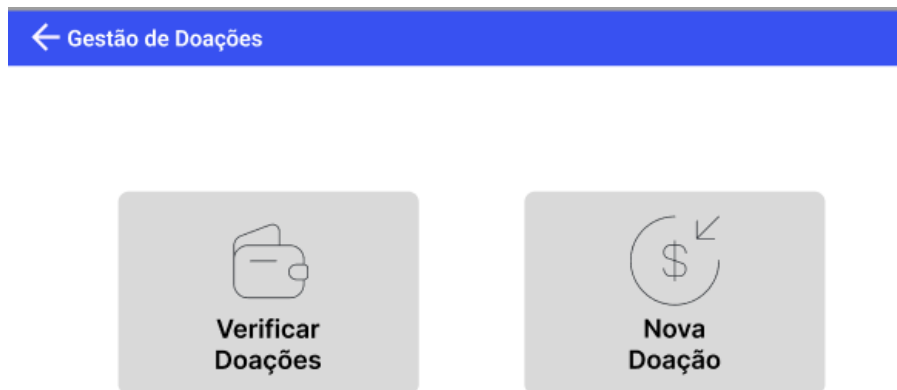 Gestão de Doações
Verificar
Doações
$
Nova
Doação